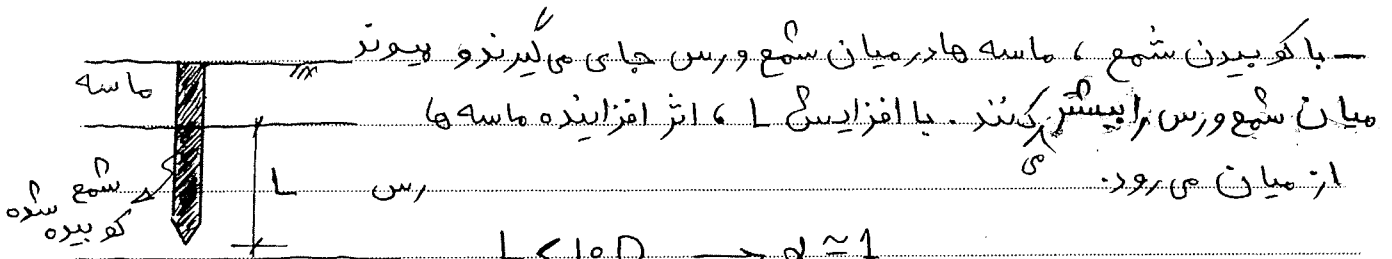 ـ با کوبیدن شمع ، ماسه ها در میان شمع و رس جای می گیرند و پیوند
میان شمع و رس را بیشتر می کنند . با افزایش L ، اثر افزاینده ماسه ها
از میان می رود.
ماسه
رس
L
شمع
کوبیده شده
L < 10D → α ≃ 1